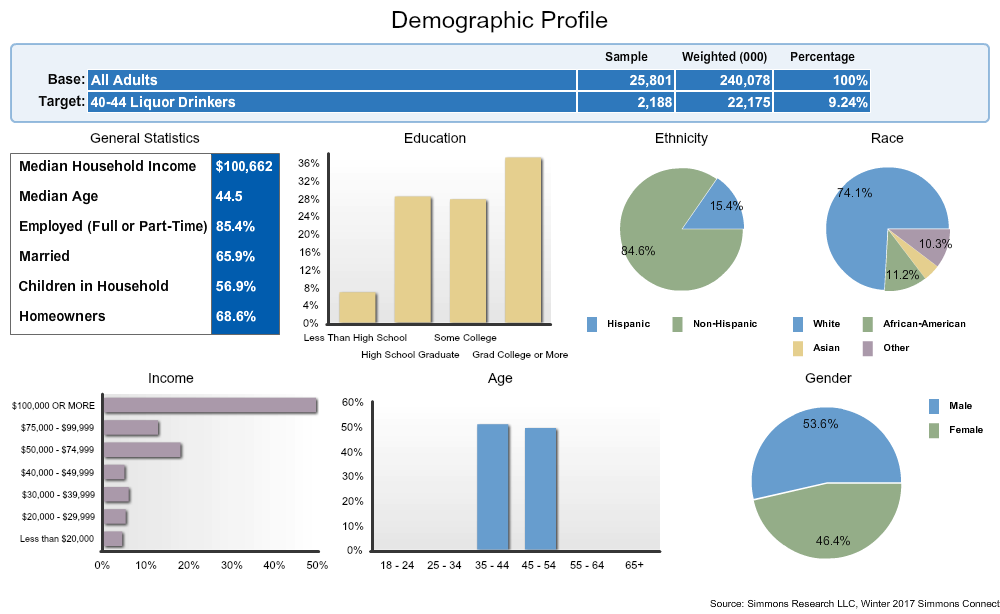 Demographic Profile
Sample Weighted (000) Percentage
Base: All Adults 25,801 240,078 100%
Target: 40-44 Liquor Drinkers 2,188 22,175 9.24%
General Statistics
Median Household Income $100,662
Median Age 44.5
Employed (Full or Part-Time) 85.4%
Married 65.9%
Children in Household 56.9%
Homeowners 68.6%
Education
36%
32%
28%
24%
20%
16%
12%
8%
4%
0%
Less Than High School Some College
High School Graduate Grad College or More
Ethnicity
15.4%
84.6%
Hispanic Non-Hispanic
Race
74.1%
10.3%
11.2%
White African-American
Asian Other
Income
$100,000 OR MORE
$75,000 - $99,999
$50,000 - $74,999
$40,000 - $49,999
$30,000 - $39,999
$20,000 - $29,999
Less than $20,000
0% 10% 20% 30% 40% 50%
Age
60%
50%
40%
30%
20%
10%
0%
18 - 24 25 - 34 35 - 44 45 - 54 55 - 64 65+
Gender
53.6%
46.4%
Male
Female
Source: Simmons Research LLC, Winter 2017 Simmons Connect